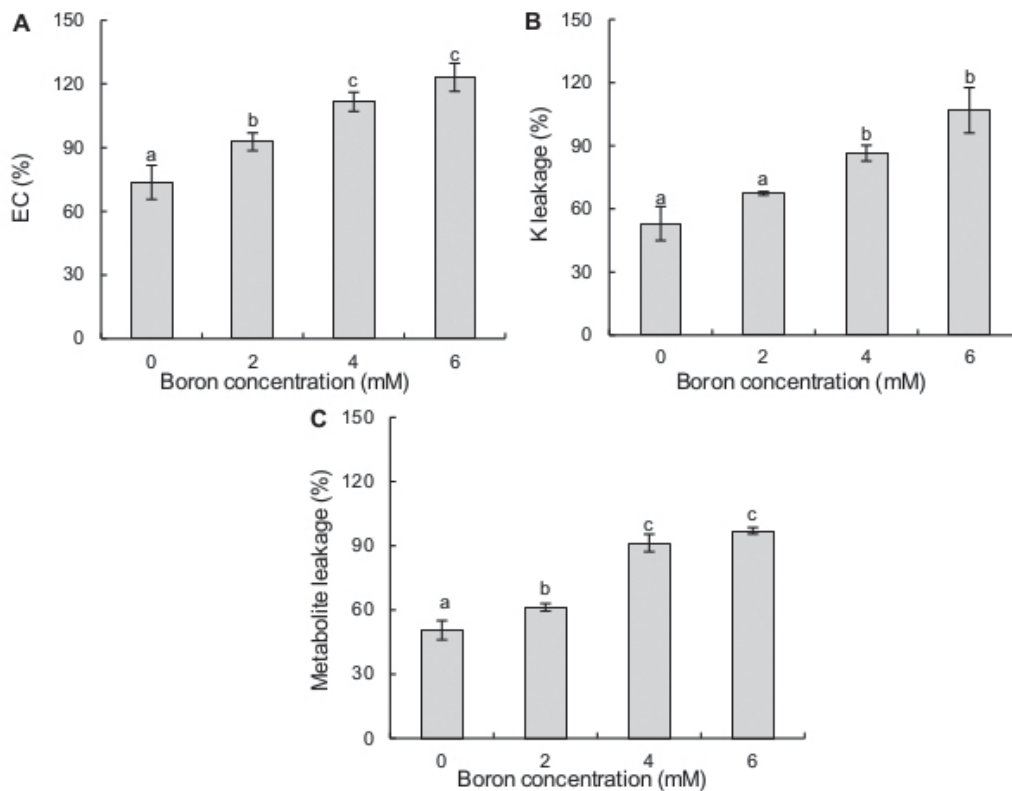 A
EC (%)
150
120
90
60
30
0
a
b
c
c
0 2 4 6
Boron concentration (mM)
B
K leakage (%)
150
120
90
60
30
0
a
a
b
b
0 2 4 6
Boron concentration (mM)
C
Metabolite leakage (%)
150
120
90
60
30
0
a
b
c
c
0 2 4 6
Boron concentration (mM)